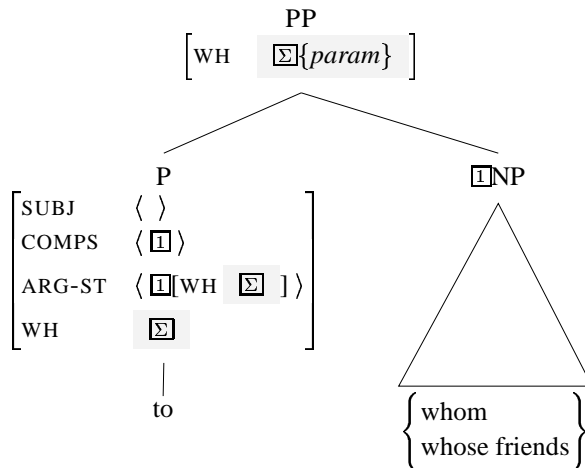 PP
[WH Σ{param}]
P
1NP
SUBJ ⟨ ⟩
COMPS ⟨ 1 ⟩
ARG-ST ⟨ 1[WH Σ ] ⟩
WH Σ
to
whom
whose friends